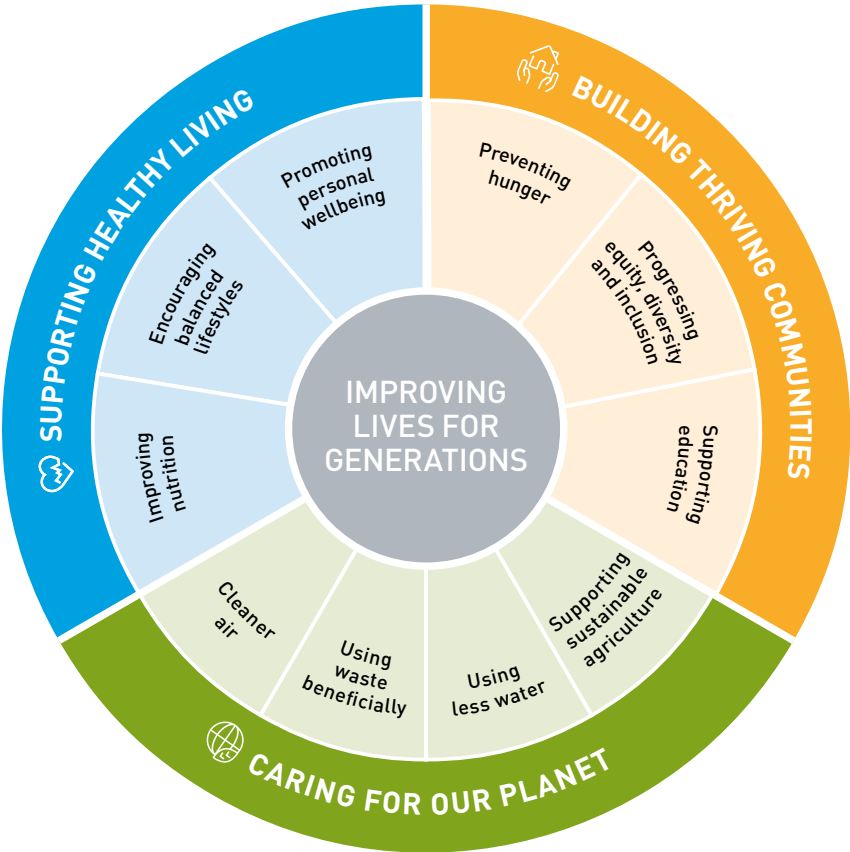 SUPPORTING HEALTHY LIVING
BUILDING THRIVING COMMUNITIES
CARING FOR OUR PLANET
IMPROVING
LIVES FOR
GENERATIONS
Promoting
personal
wellbeing
Encouraging
balanced
lifestyles
Improving
nutrition
Preventing
hunger
Progressing
equity, diversity
and inclusion
Supporting
education
Supporting
sustainable
agriculture
Using
less water
Using
waste
beneficially
Cleaner
air